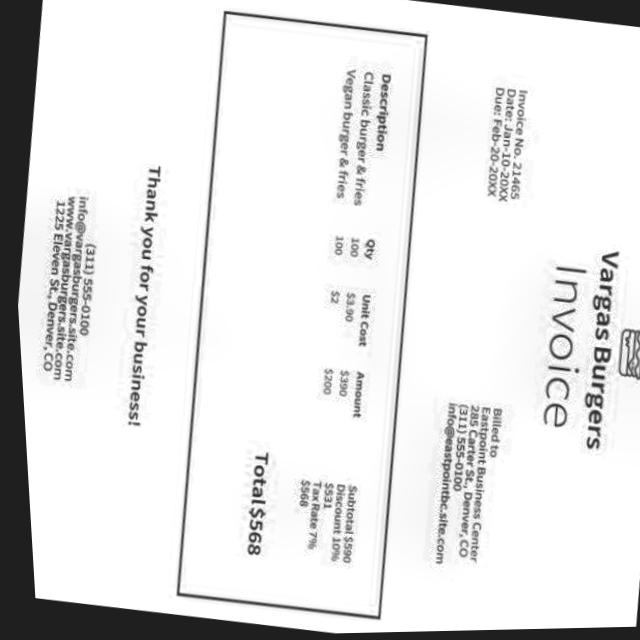 Vargas Burgers
Invoice
Invoice No. 21465
Date: Jan-10-20XX
Due: Feb-20-20XX
Billed to
Eastpoint Business Center
285 Carter St., Denver, CO
(311) 555-0100
info@eastpointbc.site.com
Description Qty Unit Cost Amount
Classic burger & fries 100 $3.90 $390
Vegan burger & fries 100 $2 $200
Subtotal $590
Discount 10%
$531
Tax Rate 7%
$568
Total $568
Thank you for your business!
(311) 555-0100
info@vargasburgers.site.com
www.vargasburgers.site.com
1225 Eleven St., Denver, CO